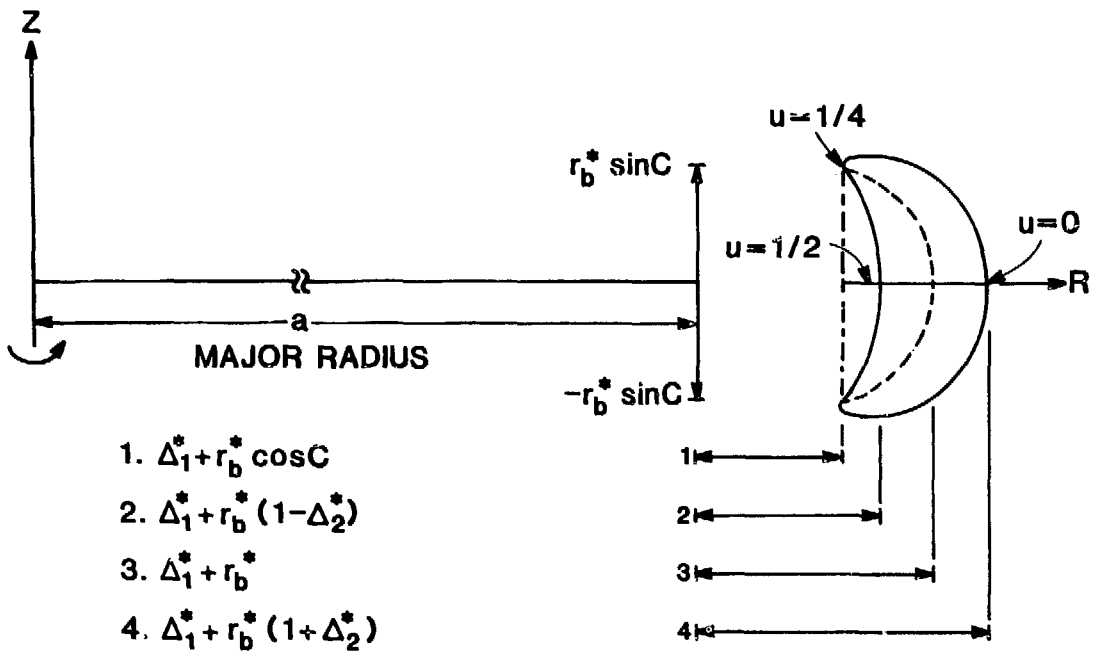 Z
u=1/4
r_b^* sinC
u=0
u=1/2
R
a
MAJOR RADIUS
−r_b^* sinC
1. Δ_1^*+r_b^* cosC
2. Δ_1^*+r_b^* (1−Δ_2^*)
3. Δ_1^*+r_b^*
4. Δ_1^*+r_b^* (1+Δ_2^*)
1
2
3
4